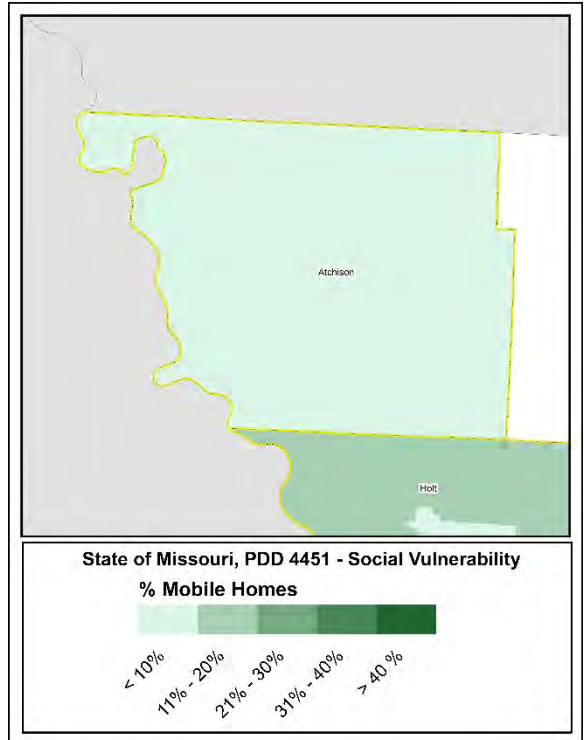 Atchison
Holt
State of Missouri, PDD 4451 - Social Vulnerability
% Mobile Homes
< 10%
11% - 20%
21% - 30%
31% - 40%
> 40 %